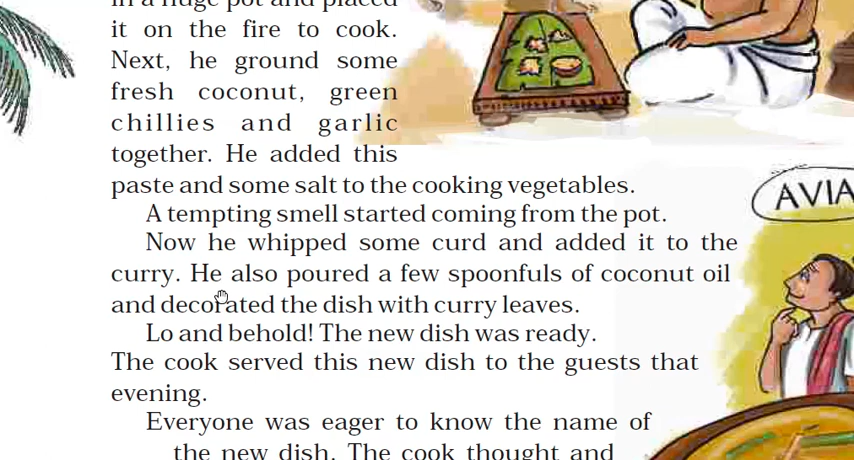 in a huge pot and placed
it on the fire to cook.
Next, he ground some
fresh coconut, green
chillies and garlic
together. He added this
paste and some salt to the cooking vegetables.
A tempting smell started coming from the pot.
AVIA
Now he whipped some curd and added it to the
curry. He also poured a few spoonfuls of coconut oil
and decorated the dish with curry leaves.
Lo and behold! The new dish was ready.
The cook served this new dish to the guests that
evening.
Everyone was eager to know the name of
the new dish. The cook thought and